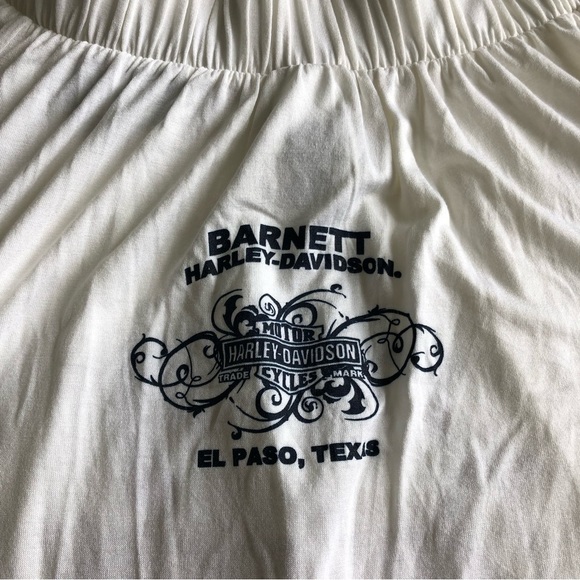 BARNETT
HARLEY-DAVIDSON.
MOTOR
HARLEY-DAVIDSON
TRADE MARK
CYCLES
EL PASO, TEXAS